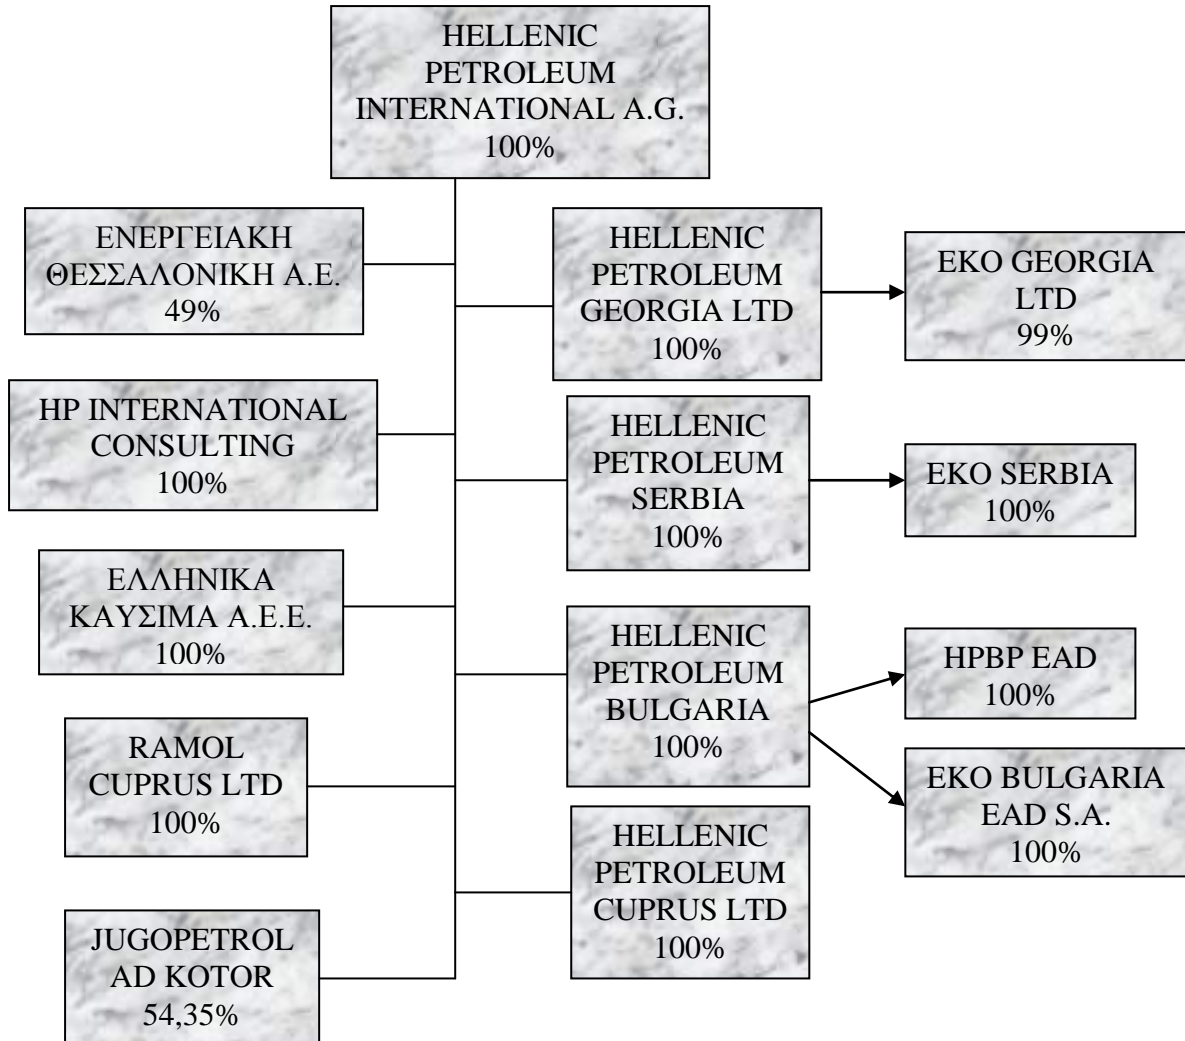 HELLENIC
PETROLEUM
INTERNATIONAL A.G.
100%
ΕΝΕΡΓΕΙΑΚΗ
ΘΕΣΣΑΛΟΝΙΚΗ Α.Ε.
49%
HELLENIC
PETROLEUM
GEORGIA LTD
100%
EKO GEORGIA
LTD
99%
HP INTERNATIONAL
CONSULTING
100%
HELLENIC
PETROLEUM
SERBIA
100%
EKO SERBIA
100%
ΕΛΛΗΝΙΚΑ
ΚΑΥΣΙΜΑ Α.Ε.Ε.
100%
HELLENIC
PETROLEUM
BULGARIA
100%
HPBP EAD
100%
EKO BULGARIA
EAD S.A.
100%
RAMOL
CUPRUS LTD
100%
HELLENIC
PETROLEUM
CUPRUS LTD
100%
JUGOPETROL
AD KOTOR
54,35%